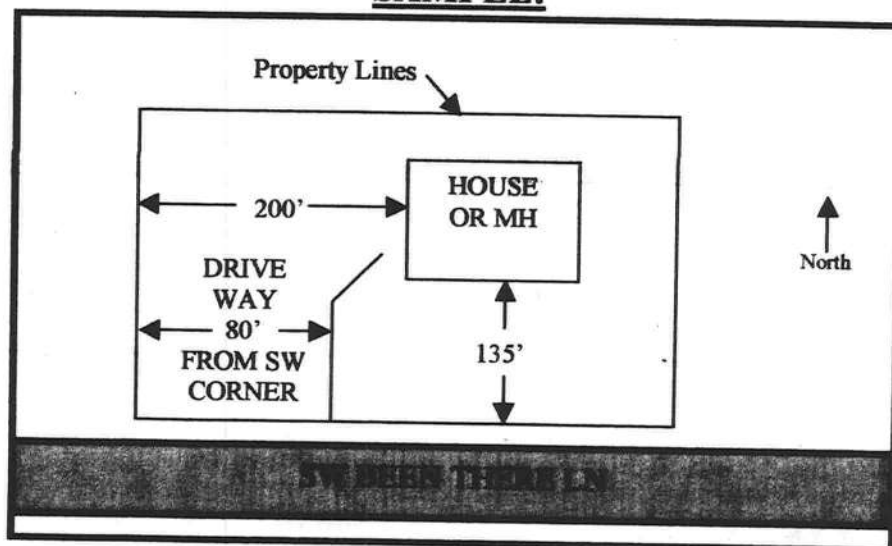 SAMPLE:
Property Lines
HOUSE
OR MH
200'
North
DRIVE
WAY
80'
FROM SW
CORNER
135'
SW BEEN THERE LN